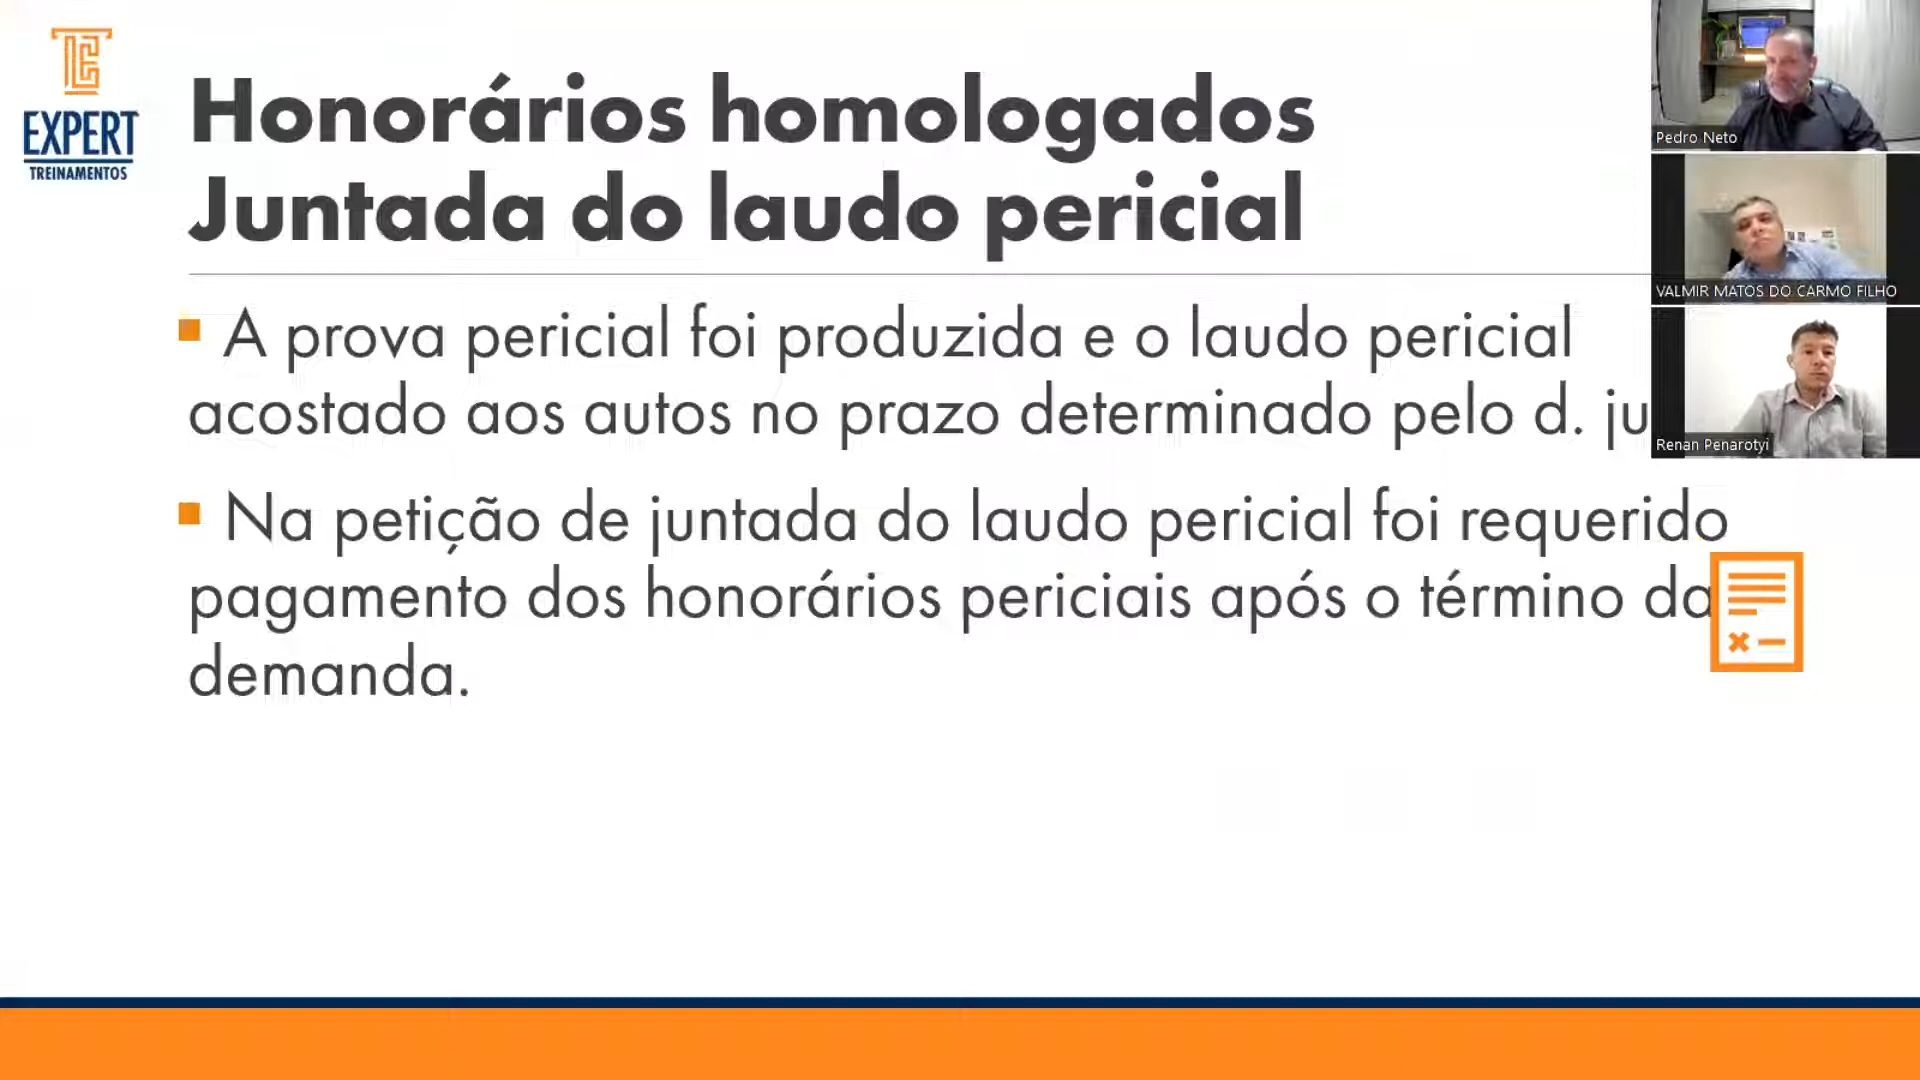 EXPERT
TREINAMENTOS
Honorários homologados
Juntada do laudo pericial
A prova pericial foi produzida e o laudo pericial
acostado aos autos no prazo determinado pelo d.
Na petição de juntada do laudo pericial foi requerido
pagamento dos honorários periciais após o término da
demanda.
Pedro Neto
VALMIR MATOS DO CARMO FILHO
Renan Penarotyi